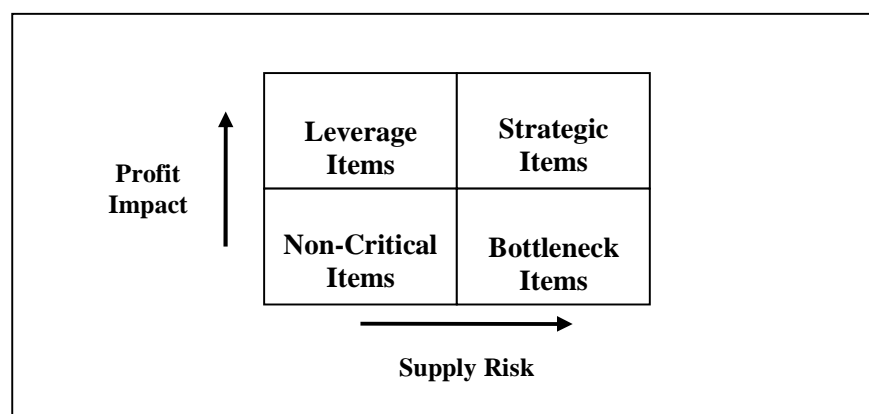 Leverage
Items
Strategic
Items
Profit
Impact
Non-Critical
Items
Bottleneck
Items
Supply Risk